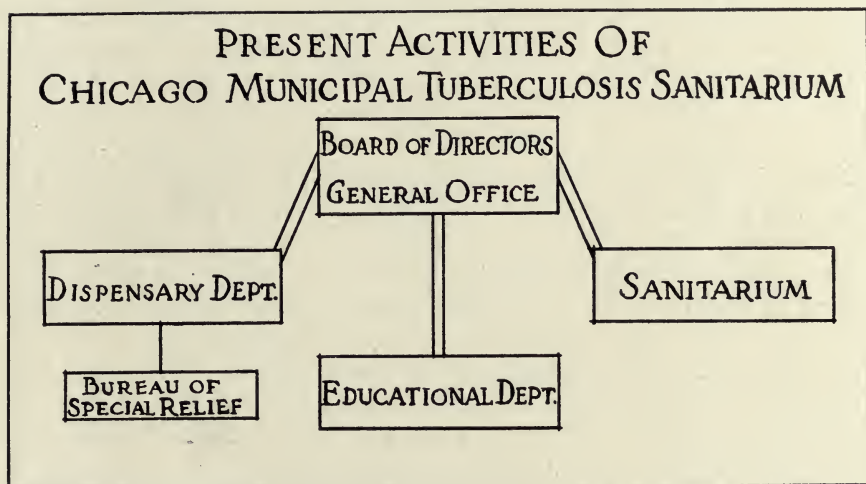 PRESENT ACTIVITIES OF
CHICAGO MUNICIPAL TUBERCULOSIS SANITARIUM
BOARD OF DIRECTORS
GENERAL OFFICE
DISPENSARY DEPT.
SANITARIUM
BUREAU OF
SPECIAL RELIEF
EDUCATIONAL DEPT.